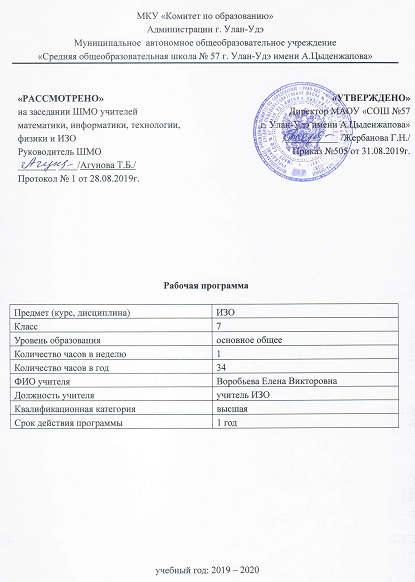 МКУ «Комитет по образованию»
Администрации г. Улан-Удэ
Муниципальное автономное общеобразовательное учреждение
«Средняя общеобразовательная школа № 57 г. Улан-Удэ имени А.Цыденжапова»
«РАССМОТРЕНО»
на заседании ШМО учителей
математики, информатики, технологии,
физики и ИЗО
Руководитель ШМО
/Агунова Т.Б./
Протокол № 1 от 28.08.2019г.
«УТВЕРЖДЕНО»
Директор МАОУ «СОШ №57
г. Улан-Удэ имени А.Цыденжапова»
/Жербанова Г.Н./
Приказ №505 от 31.08.2019г.
Рабочая программа
Предмет (курс, дисциплина) ИЗО
Класс 7
Уровень образования основное общее
Количество часов в неделю 1
Количество часов в год 34
ФИО учителя Воробьева Елена Викторовна
Должность учителя учитель ИЗО
Квалификационная категория высшая
Срок действия программы 1 год
учебный год: 2019 – 2020